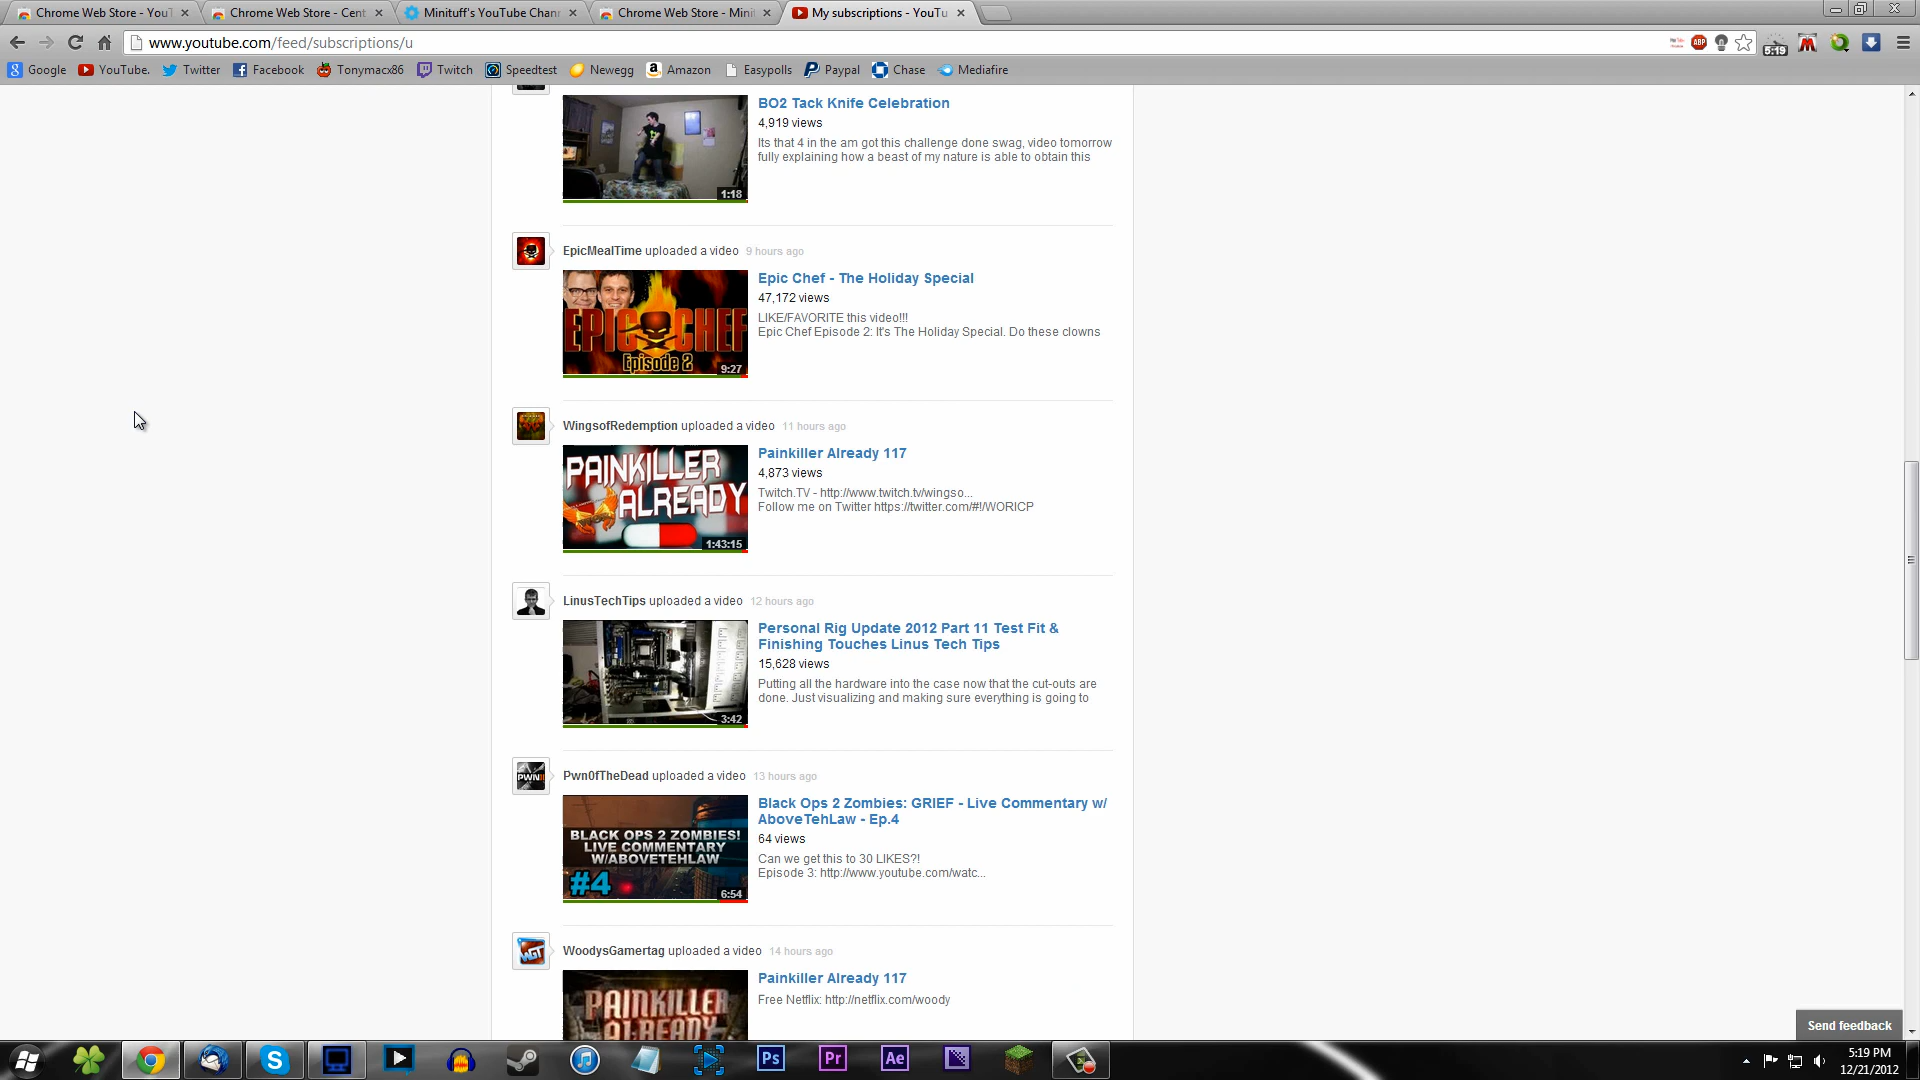 Chrome Web Store - YouT
Chrome Web Store - Cent
Minituff's YouTube Chan
Chrome Web Store - Minit
My subscriptions - YouTu
www.youtube.com/feed/subscriptions/u
ABP
5:19
Google
YouTube.
Twitter
Facebook
Tonymacx86
Twitch
Speedtest
Newegg
Amazon
Easypolls
Paypal
Chase
Mediafire
BO2 Tack Knife Celebration
4,919 views
Its that 4 in the am got this challenge done swag, video tomorrow
fully explaining how a beast of my nature is able to obtain this
1:18
EpicMealTime uploaded a video 9 hours ago
EPIC CHEF
Episode 2
9:27
Epic Chef - The Holiday Special
47,172 views
LIKE/FAVORITE this video!!!
Epic Chef Episode 2: It's The Holiday Special. Do these clowns
WingsofRedemption uploaded a video 11 hours ago
PAINKILLER
ALREADY
1:43:15
Painkiller Already 117
4,873 views
Twitch.TV - http://www.twitch.tv/wingso...
Follow me on Twitter https://twitter.com/#!/WORICP
LinusTechTips uploaded a video 12 hours ago
3:42
Personal Rig Update 2012 Part 11 Test Fit &
Finishing Touches Linus Tech Tips
15,628 views
Putting all the hardware into the case now that the cut-outs are
done. Just visualizing and making sure everything is going to
PWN
Pwn0fTheDead uploaded a video 13 hours ago
BLACK OPS 2 ZOMBIES!
LIVE COMMENTARY
W/ABOVETEHLAW
#4
6:54
Black Ops 2 Zombies: GRIEF - Live Commentary w/
AboveTehLaw - Ep.4
64 views
Can we get this to 30 LIKES?!
Episode 3: http://www.youtube.com/watc...
WGT
WoodysGamertag uploaded a video 14 hours ago
PAINKILLER
ALREADY
Painkiller Already 117
Free Netflix: http://netflix.com/woody
Send feedback
Ps
Pr
Ae
5:19 PM
12/21/2012